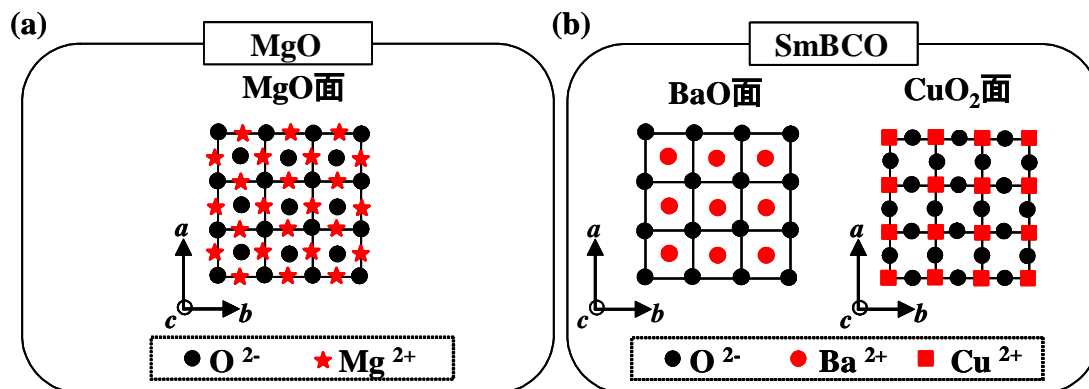 (a)
MgO
MgO面
a
c
b
O 2-
Mg 2+
(b)
SmBCO
BaO面
CuO₂面
a
c
b
a
c
b
O 2-
Ba 2+
Cu 2+